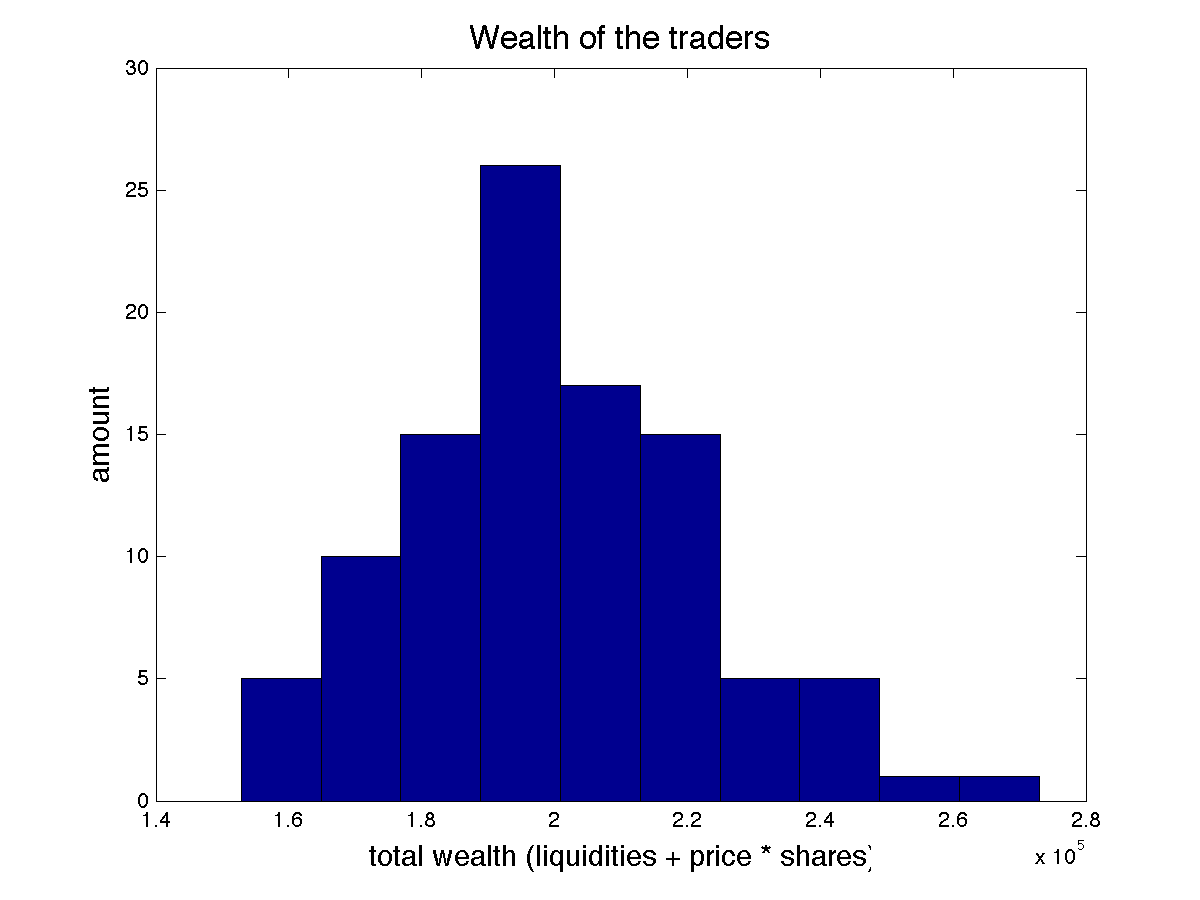 Wealth of the traders
30
25
20
15
10
5
0
amount
1.4 1.6 1.8 2 2.2 2.4 2.6 2.8
x 10^5
total wealth (liquidities + price * shares)